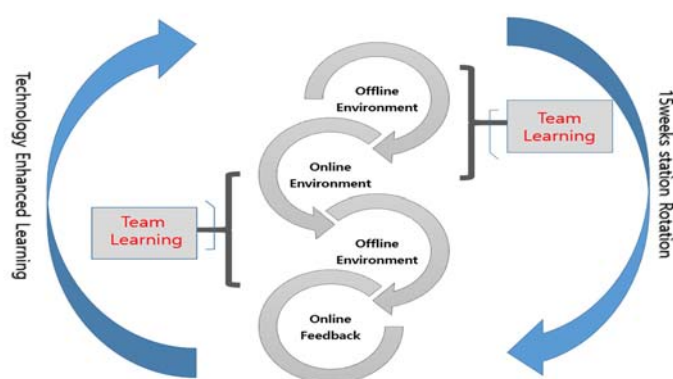 Technology Enhanced Learning
Offline
Environment
Team
Learning
15weeks station Rotation
Online
Environment
Team
Learning
Offline
Environment
Online
Feedback